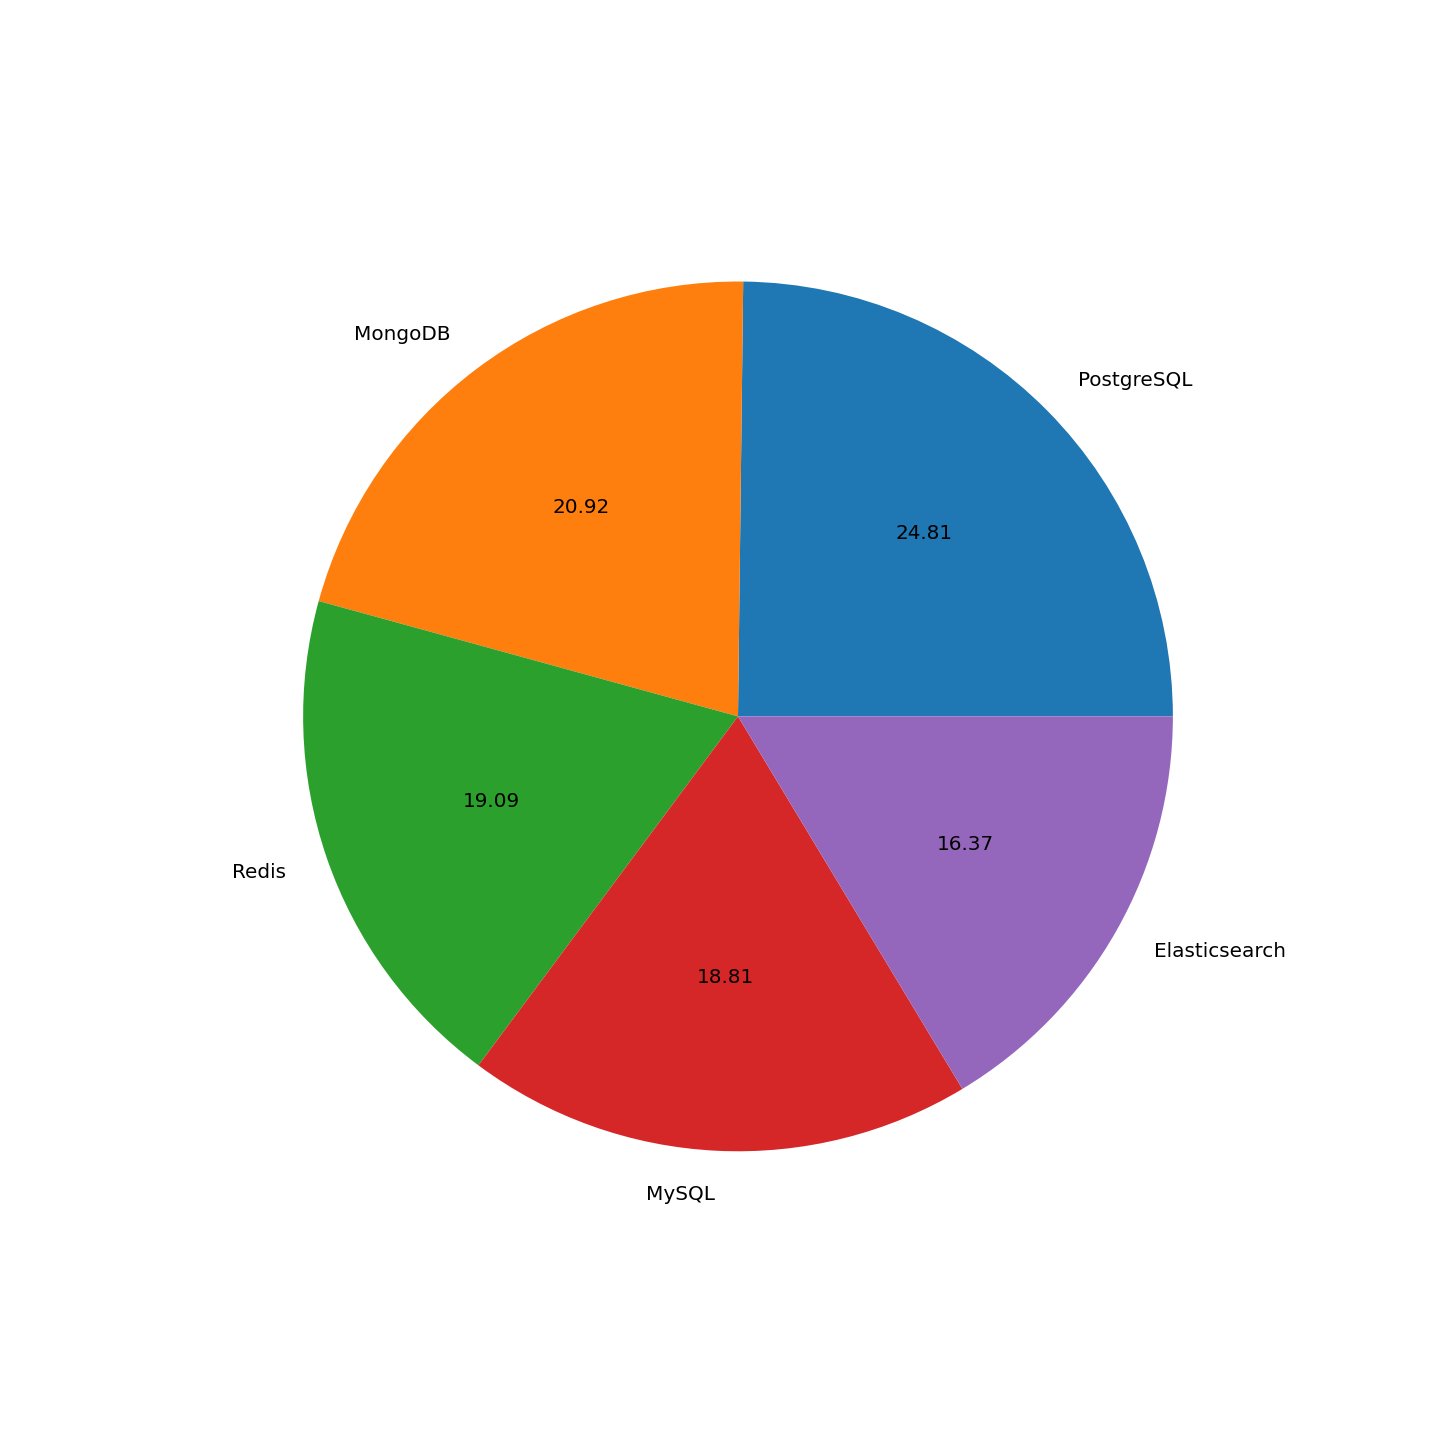 MongoDB
PostgreSQL
20.92
24.81
19.09
16.37
Redis
Elasticsearch
18.81
MySQL